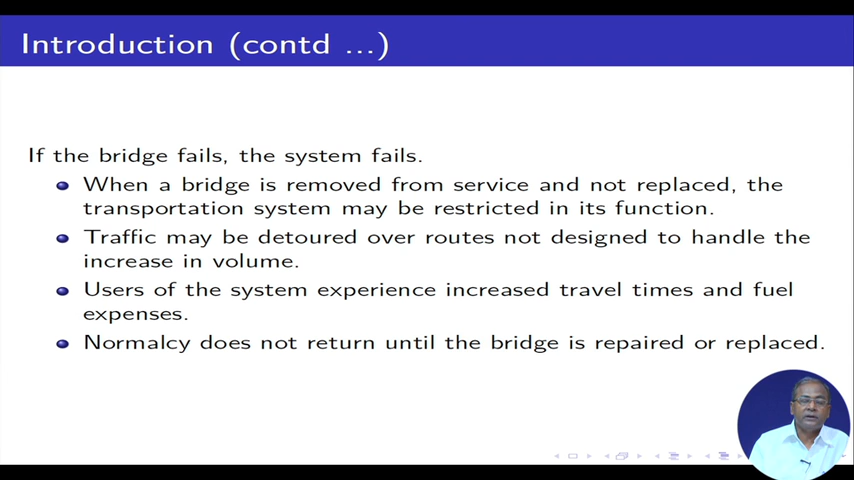 Introduction (contd ...)
If the bridge fails, the system fails.
When a bridge is removed from service and not replaced, the
transportation system may be restricted in its function.
Traffic may be detoured over routes not designed to handle the
increase in volume.
Users of the system experience increased travel times and fuel
expenses.
Normalcy does not return until the bridge is repaired or replaced.